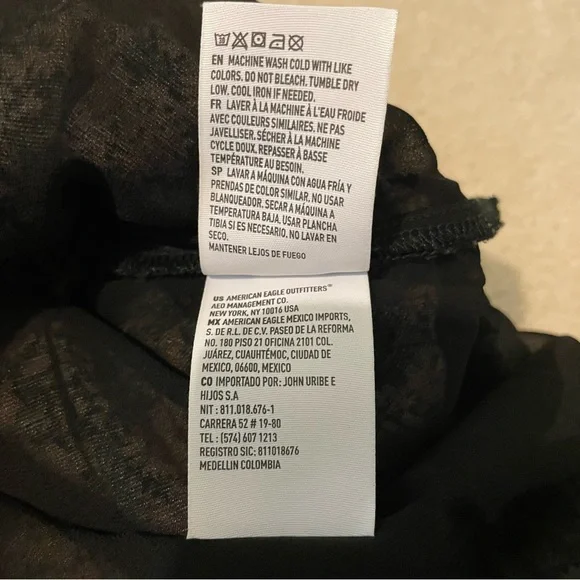 EN MACHINE WASH COLD WITH LIKE
COLORS. DO NOT BLEACH. TUMBLE DRY
LOW. COOL IRON IF NEEDED.
FR LAVER À LA MACHINE À L'EAU FROIDE
AVEC COULEURS SIMILAIRES. NE PAS
JAVELLISER. SÉCHER À LA MACHINE
CYCLE DOUX. REPASSER À BASSE
TEMPÉRATURE AU BESOIN.
SP LAVAR A MÁQUINA CON AGUA FRÍA Y
PRENDAS DE COLOR SIMILAR. NO USAR
BLANQUEADOR. SECAR A MÁQUINA A
TEMPERATURA BAJA. USAR PLANCHA
TIBIA SI ES NECESARIO. NO LAVAR EN
SECO.
MANTENER LEJOS DE FUEGO
US AMERICAN EAGLE OUTFITTERS®
AEO MANAGEMENT CO.
NEW YORK, NY 10016 USA
MX AMERICAN EAGLE MEXICO IMPORTS,
S. DE R.L. DE C.V. PASEO DE LA REFORMA
NO. 180 PISO 21 OFICINA 2101 COL.
JUÁREZ, CUAUHTÉMOC, CIUDAD DE
MÉXICO, 06600, MÉXICO
CO IMPORTADO POR: JOHN URIBE E
HIJOS S.A
NIT : 811.018.676-1
CARRERA 52 # 19-80
TEL : (574) 607 1213
REGISTRO SIC: 811018676
MEDELLIN COLOMBIA